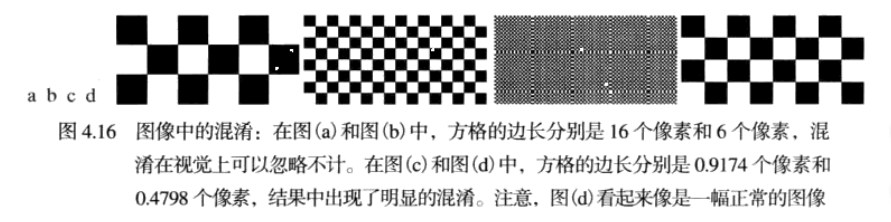 a b c d
图 4.16 图像中的混淆：在图(a)和图(b)中，方格的边长分别是 16 个像素和 6 个像素，混
淆在视觉上可以忽略不计。在图(c)和图(d)中，方格的边长分别是 0.9174 个像素和
0.4798 个像素，结果中出现了明显的混淆。注意，图(d)看起来像是一幅正常的图像